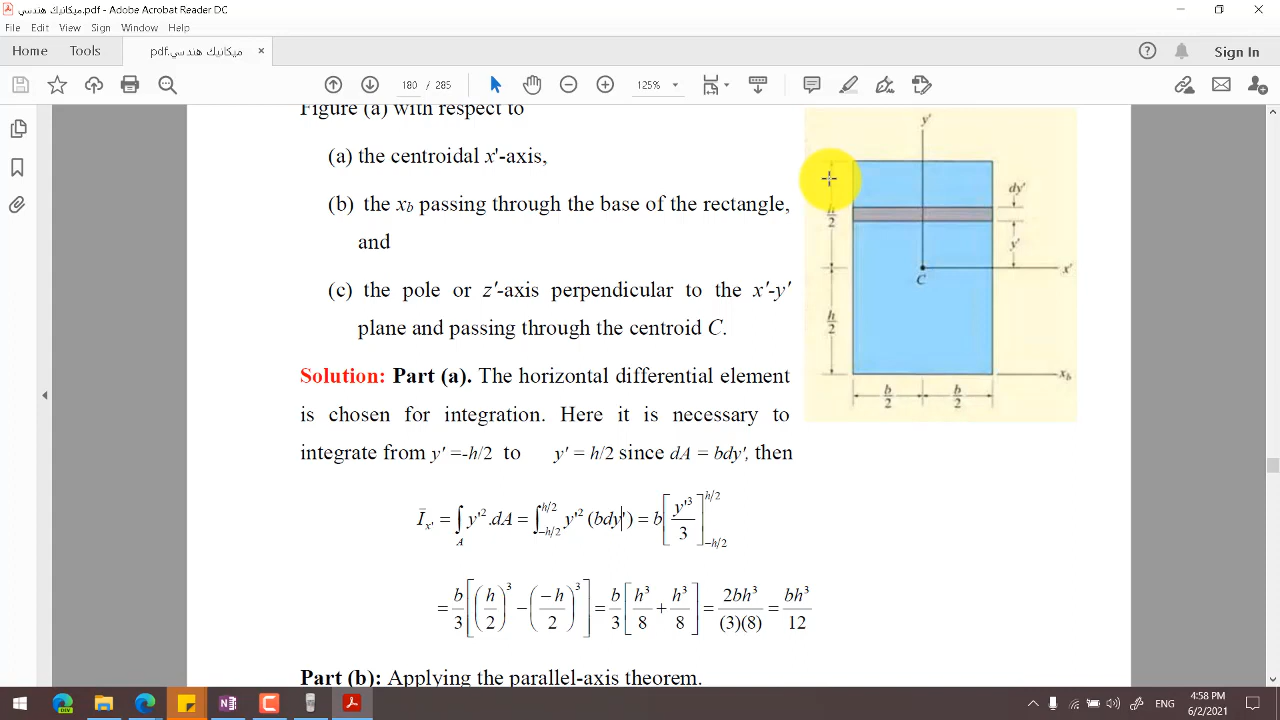 ميكانيك هندسي.pdf - Adobe Acrobat Reader DC
File Edit View Sign Window Help
Home Tools ميكانيك هندسي.pdf × Sign In
180 / 285 125%
Figure (a) with respect to
(a) the centroidal x'-axis,
(b) the xb passing through the base of the rectangle,
and
(c) the pole or z'-axis perpendicular to the x'-y'
plane and passing through the centroid C.
Solution: Part (a). The horizontal differential element
is chosen for integration. Here it is necessary to
integrate from y' =-h/2 to y' = h/2 since dA = bdy', then
Ī x' = ∫A y'² .dA = ∫−h/2 h/2 y'² (bdy') = b[y'³/3] h/2 −h/2
= b/3 [(h/2)³ − (−h/2)³] = b/3 [h³/8 + h³/8] = 2bh³/(3)(8) = bh³/12
Part (b): Applying the parallel-axis theorem.
y'
dy'
h/2
y'
x'
C
h/2
xb
b/2 b/2
DEV
ENG
4:58 PM
6/2/2021